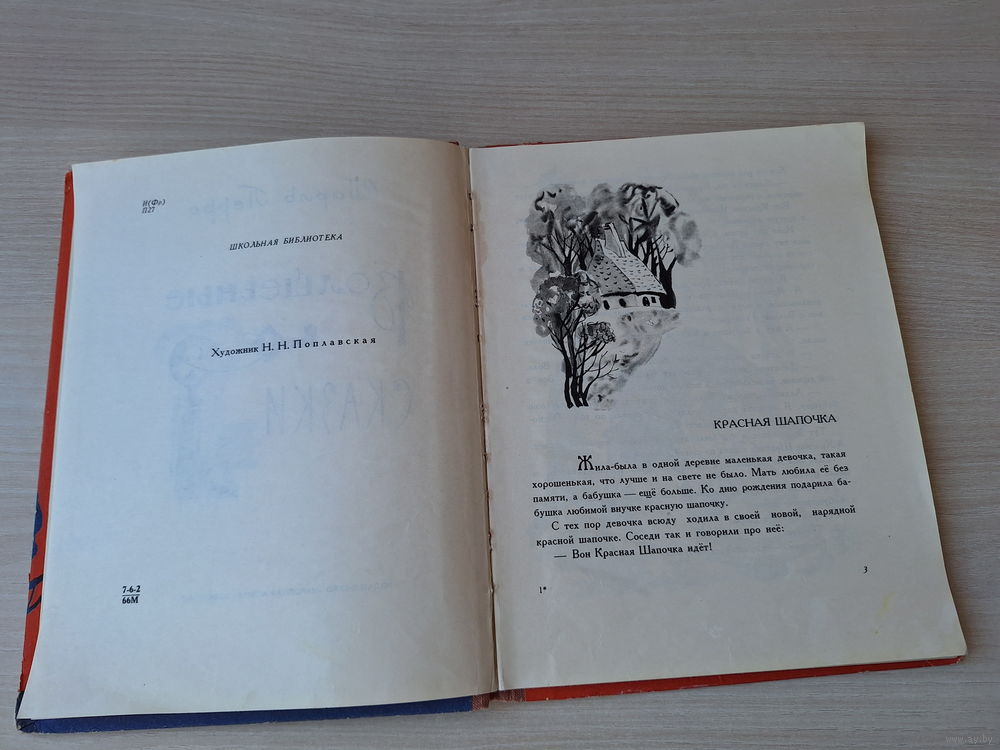 И(Фр)
П27
ШКОЛЬНАЯ БИБЛИОТЕКА
Художник Н. Н. Поплавская
7-6-2
66М
КРАСНАЯ ШАПОЧКА
Жила-была в одной деревне маленькая девочка, такая
хорошенькая, что лучше и на свете не было. Мать любила её без
памяти, а бабушка — ещё больше. Ко дню рождения подарила ба-
бушка любимой внучке красную шапочку.
С тех пор девочка всюду ходила в своей новой, нарядной
красной шапочке. Соседи так и говорили про неё:
— Вон Красная Шапочка идёт!
1*
3
www.ay.by